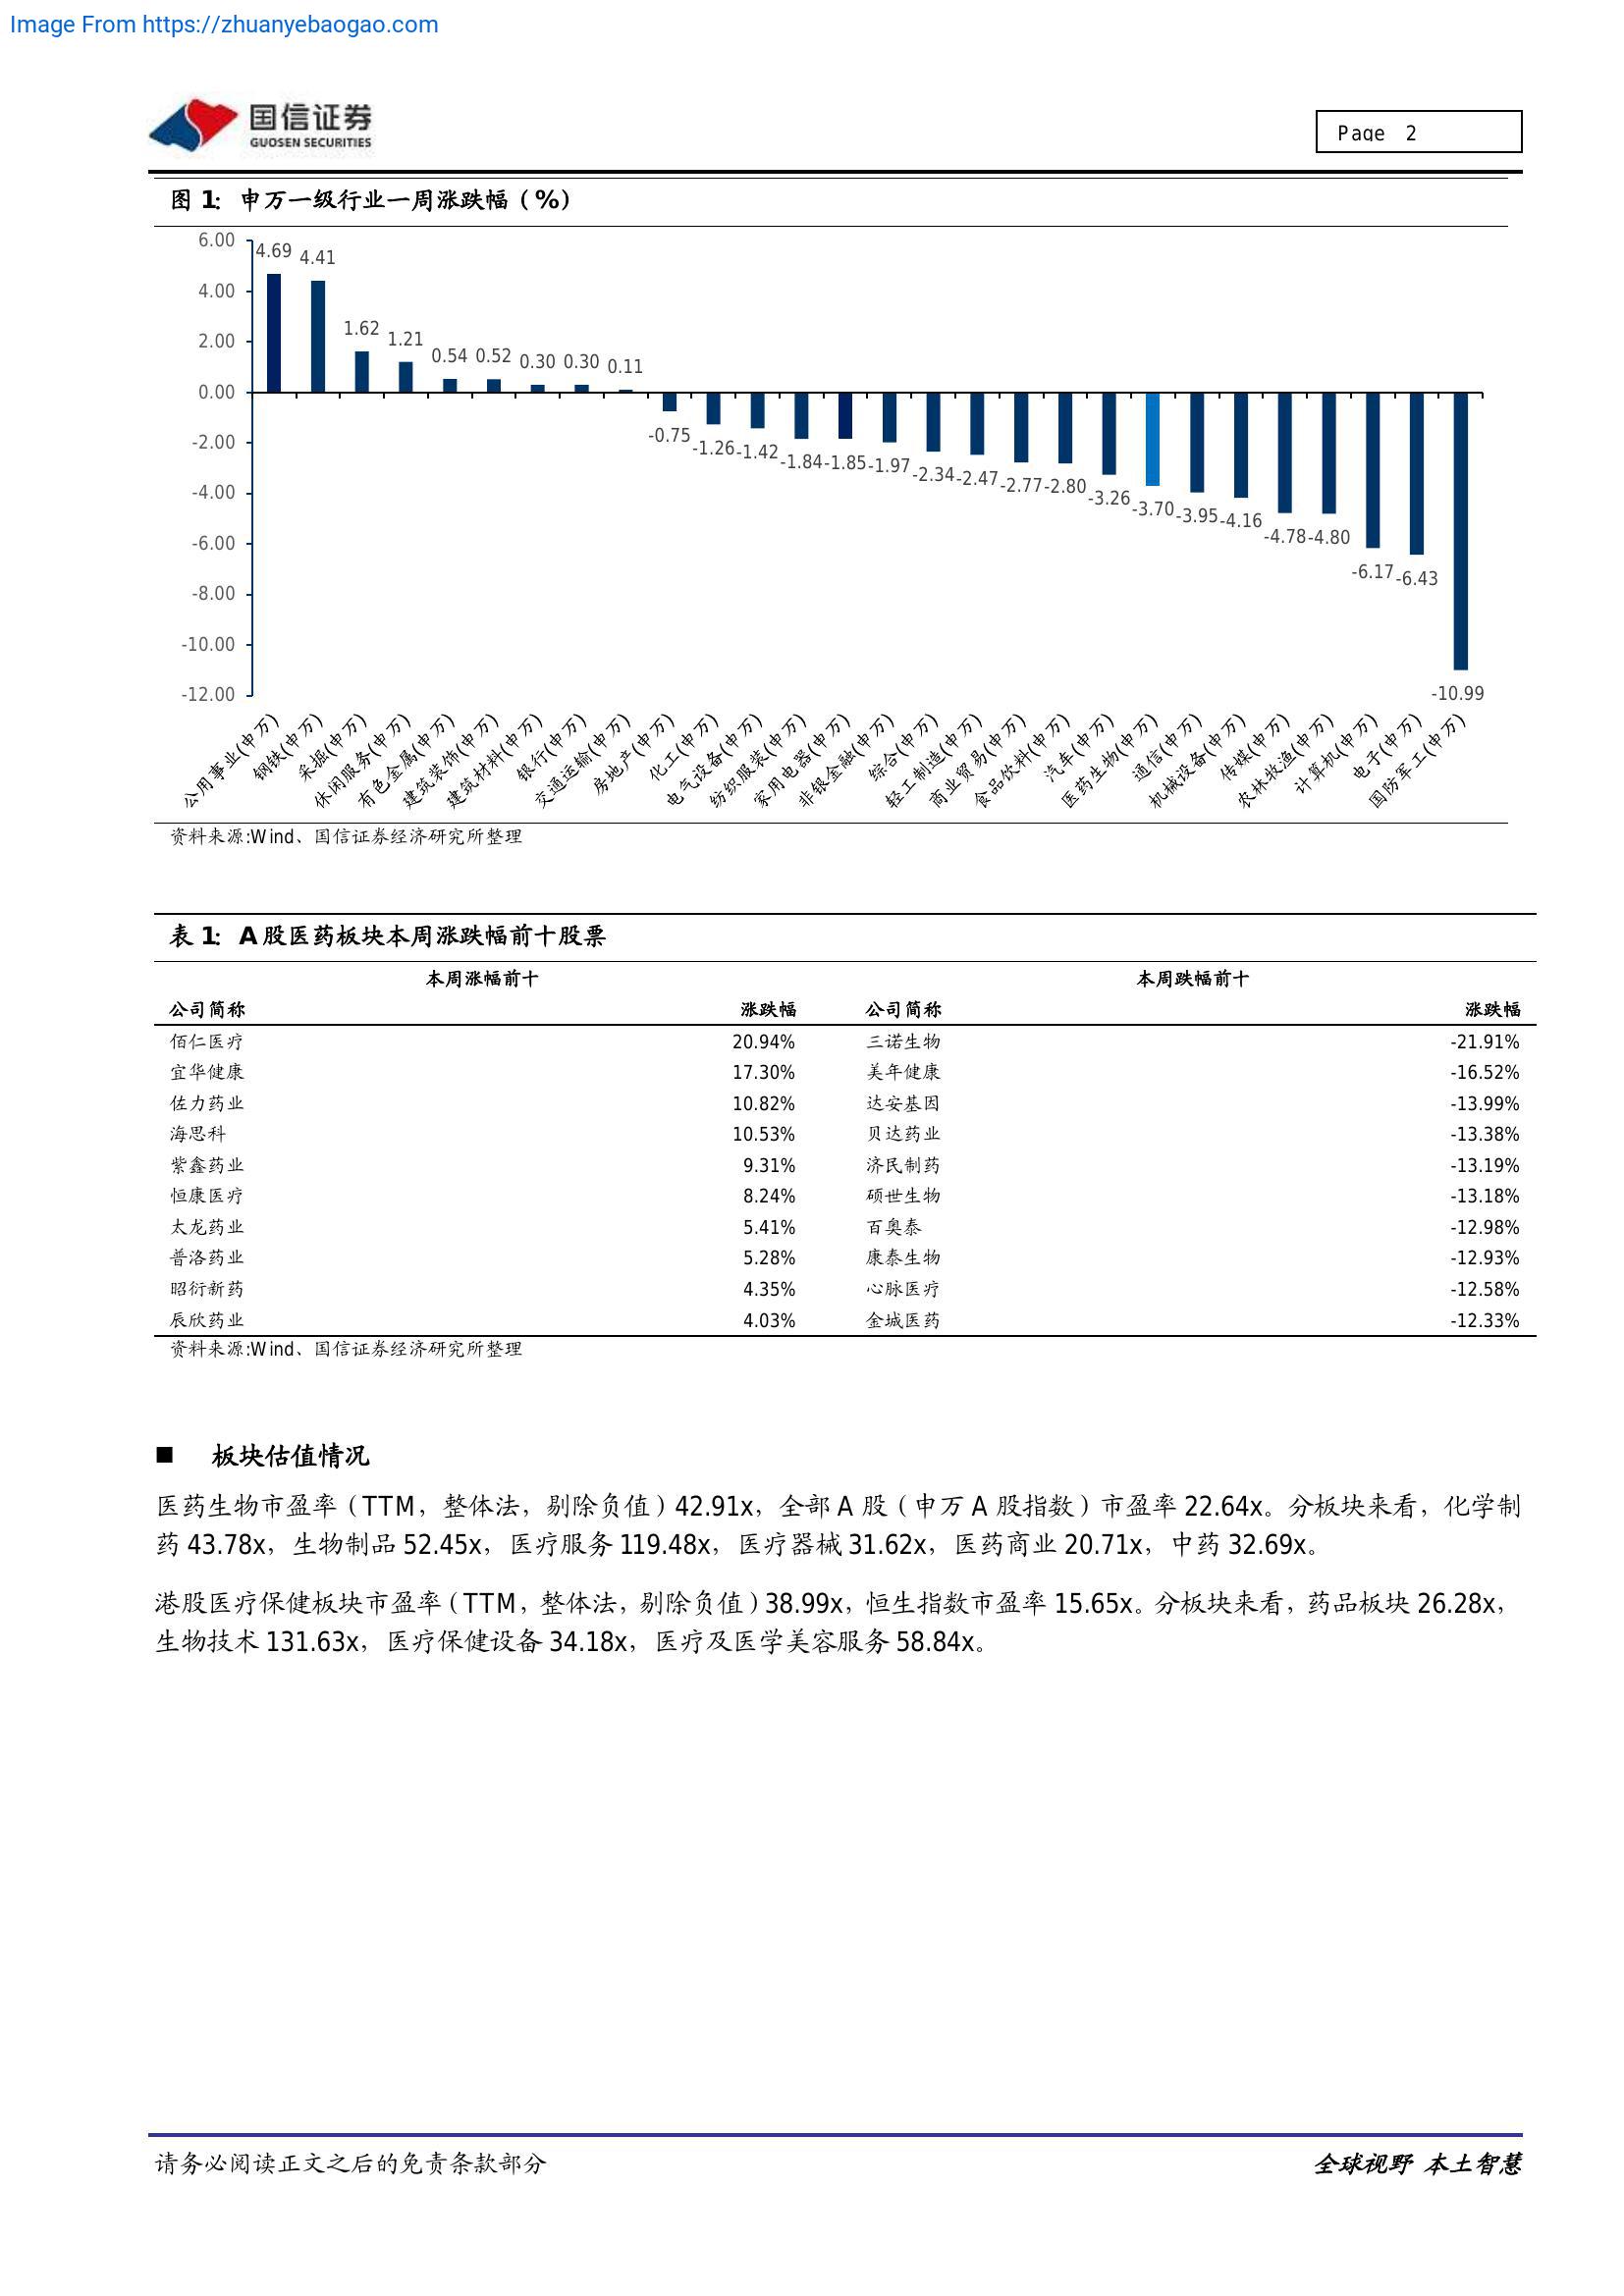 Image From https://zhuanyebaogao.com
国信证券
GUOSEN SECURITIES
Page 2
图 1: 申万一级行业一周涨跌幅（%）
6.00
4.00
2.00
0.00
-2.00
-4.00
-6.00
-8.00
-10.00
-12.00
4.69 4.41 1.62 1.21 0.54 0.52 0.30 0.30 0.11 -0.75 -1.26 -1.42 -1.84 -1.85 -1.97 -2.34 -2.47 -2.77 -2.80 -3.26 -3.70 -3.95 -4.16 -4.78 -4.80 -6.17 -6.43 -10.99
公用事业(申万)
钢铁(申万)
采掘(申万)
休闲服务(申万)
有色金属(申万)
建筑装饰(申万)
建筑材料(申万)
银行(申万)
交通运输(申万)
房地产(申万)
化工(申万)
电气设备(申万)
纺织服装(申万)
家用电器(申万)
非银金融(申万)
综合(申万)
轻工制造(申万)
商业贸易(申万)
食品饮料(申万)
汽车(申万)
医药生物(申万)
通信(申万)
机械设备(申万)
传媒(申万)
农林牧渔(申万)
计算机(申万)
电子(申万)
国防军工(申万)
资料来源:Wind、国信证券经济研究所整理
表 1: A 股医药板块本周涨跌幅前十股票
本周涨幅前十 本周跌幅前十
公司简称 涨跌幅 公司简称 涨跌幅
佰仁医疗 20.94% 三诺生物 -21.91%
宜华健康 17.30% 美年健康 -16.52%
佐力药业 10.82% 达安基因 -13.99%
海思科 10.53% 贝达药业 -13.38%
紫鑫药业 9.31% 济民制药 -13.19%
恒康医疗 8.24% 硕世生物 -13.18%
太龙药业 5.41% 百奥泰 -12.98%
普洛药业 5.28% 康泰生物 -12.93%
昭衍新药 4.35% 心脉医疗 -12.58%
辰欣药业 4.03% 金城医药 -12.33%
资料来源:Wind、国信证券经济研究所整理
■ 板块估值情况
医药生物市盈率（TTM，整体法，剔除负值）42.91x，全部 A 股（申万 A 股指数）市盈率 22.64x。分板块来看，化学制
药 43.78x，生物制品 52.45x，医疗服务 119.48x，医疗器械 31.62x，医药商业 20.71x，中药 32.69x。
港股医疗保健板块市盈率（TTM，整体法，剔除负值）38.99x，恒生指数市盈率 15.65x。分板块来看，药品板块 26.28x，
生物技术 131.63x，医疗保健设备 34.18x，医疗及医学美容服务 58.84x。
请务必阅读正文之后的免责条款部分
全球视野 本土智慧